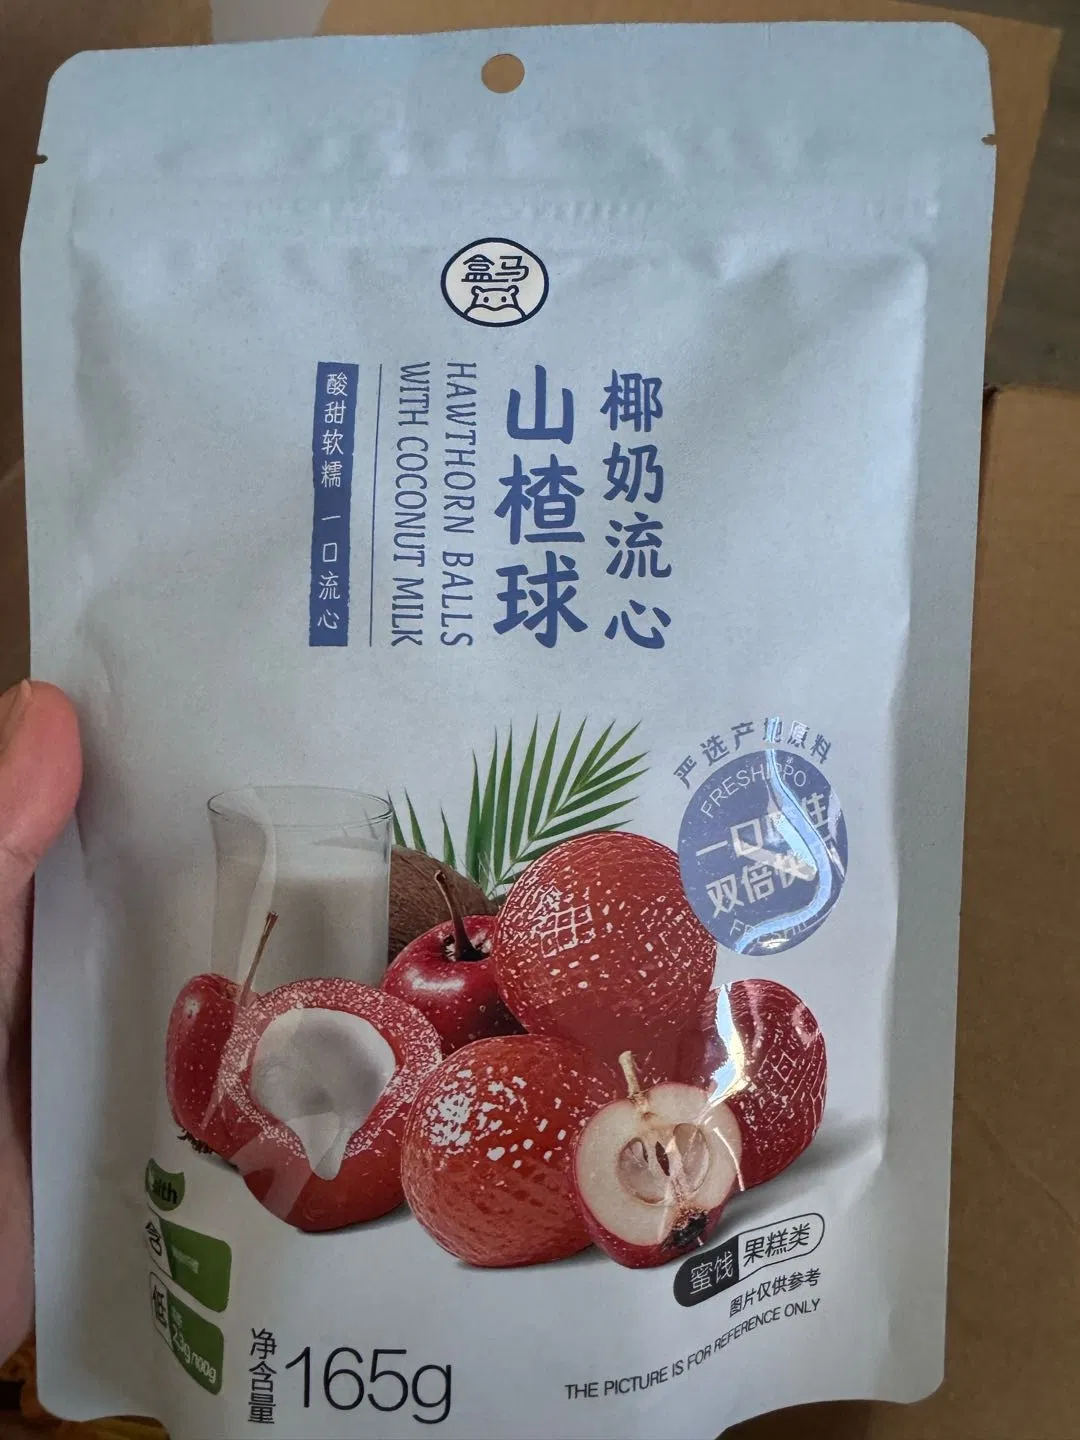 盒马
椰奶流心
山楂球
HAWTHORN BALLS
WITH COCONUT MILK
酸甜软糯 一口流心
严选产地原料
FRESHIPPO
一口
双倍快
蜜饯 果糕类
图片仅供参考
THE PICTURE IS FOR REFERENCE ONLY
含
低
净含量 165g